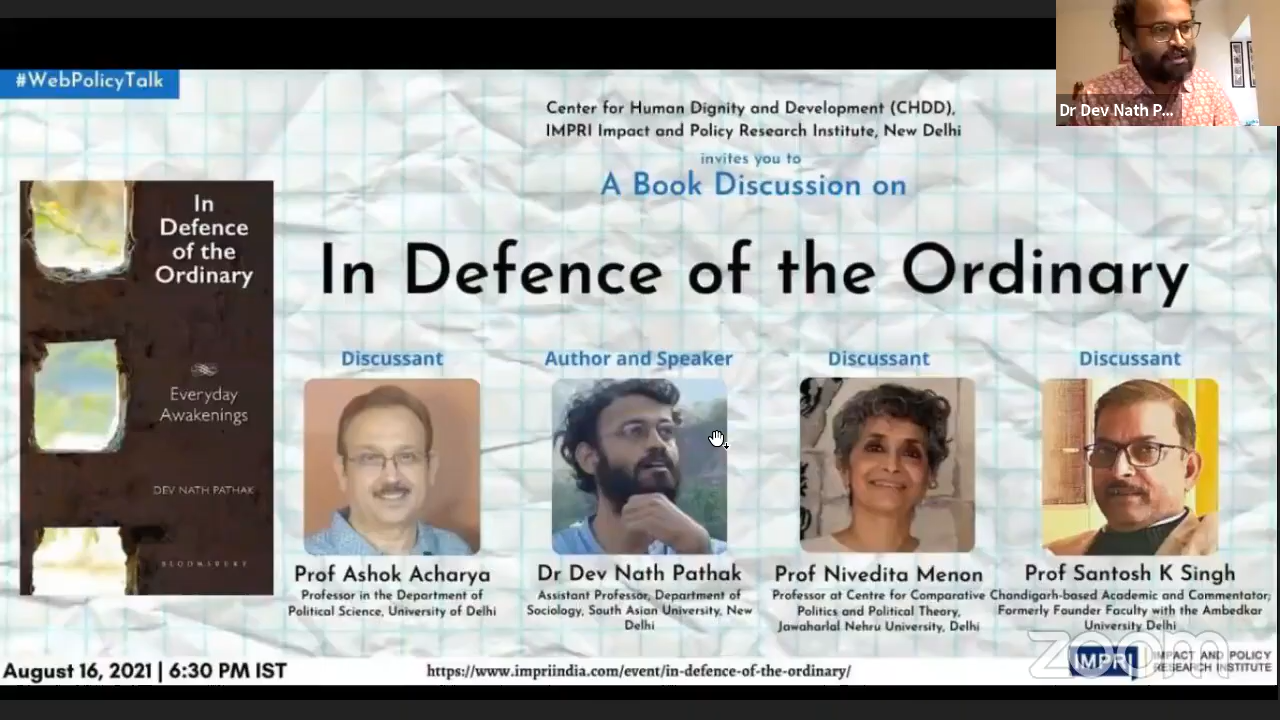 #WebPolicyTalk
Dr Dev Nath P...
Center for Human Dignity and Development (CHDD),
IMPRI Impact and Policy Research Institute, New Delhi
invites you to
A Book Discussion on
In Defence of the Ordinary
In
Defence
of the
Ordinary
Everyday
Awakenings
DEV NATH PATHAK
BLOOMSBURY
Discussant
Prof Ashok Acharya
Professor in the Department of
Political Science, University of Delhi
Author and Speaker
Dr Dev Nath Pathak
Assistant Professor, Department of
Sociology, South Asian University, New
Delhi
Discussant
Prof Nivedita Menon
Professor at Centre for Comparative
Politics and Political Theory,
Jawaharlal Nehru University, Delhi
Discussant
Prof Santosh K Singh
Chandigarh-based Academic and Commentator;
Formerly Founder Faculty with the Ambedkar
University Delhi
August 16, 2021 | 6:30 PM IST
https://www.impriindia.com/event/in-defence-of-the-ordinary/
zoom
IMPRI
IMPACT AND POLICY
RESEARCH INSTITUTE